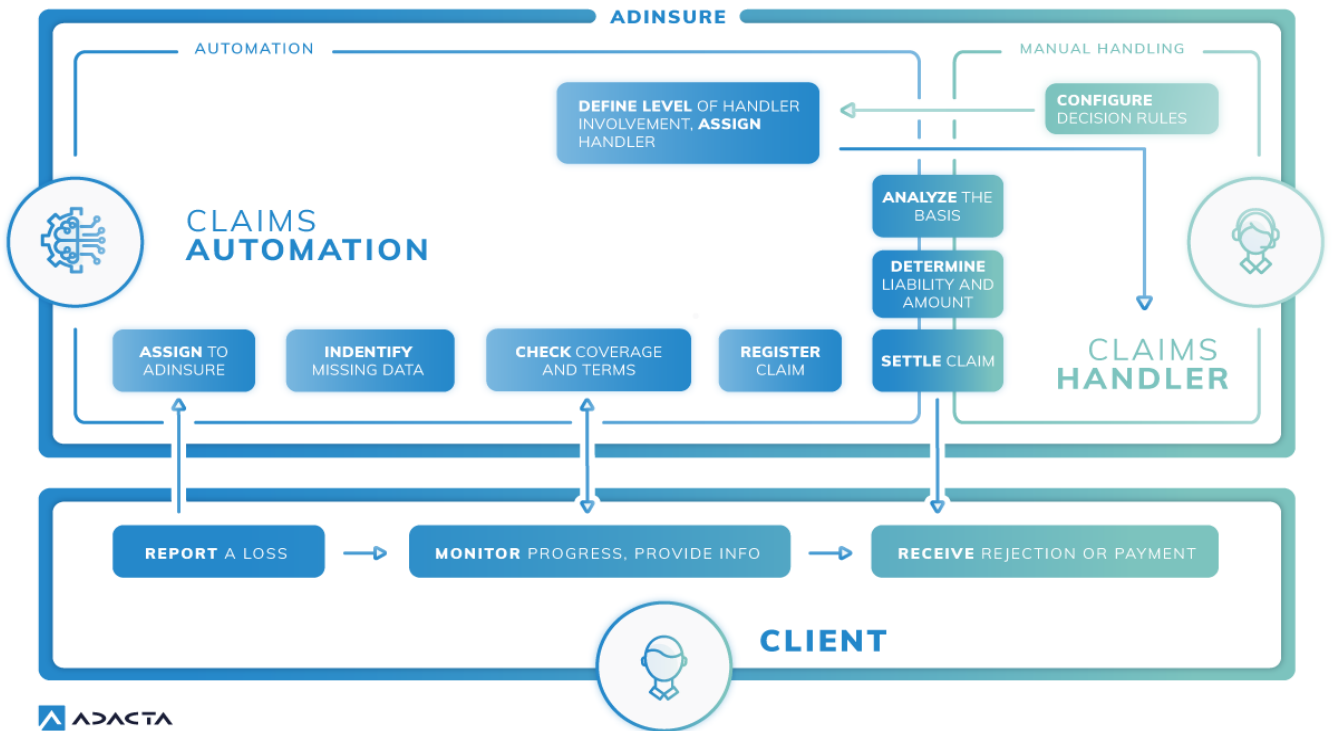 ADINSURE
AUTOMATION
MANUAL HANDLING
DEFINE LEVEL OF HANDLER
INVOLVEMENT, ASSIGN
HANDLER
CONFIGURE
DECISION RULES
ANALYZE THE
BASIS
CLAIMS
AUTOMATION
DETERMINE
LIABILITY AND
AMOUNT
ASSIGN TO
ADINSURE
INDENTIFY
MISSING DATA
CHECK COVERAGE
AND TERMS
REGISTER
CLAIM
SETTLE CLAIM
CLAIMS
HANDLER
REPORT A LOSS
MONITOR PROGRESS, PROVIDE INFO
RECEIVE REJECTION OR PAYMENT
CLIENT
ADACTA